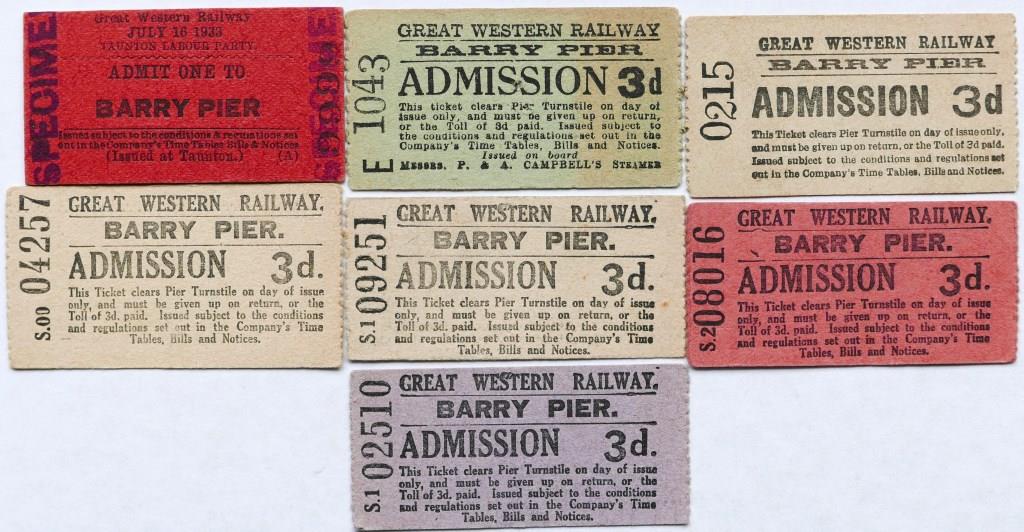 SPECIMEN
Great Western Railway
JULY 16 1933
TAUNTON LABOUR PARTY.
ADMIT ONE TO
BARRY PIER
Issued subject to the conditions & regulations set
out in the Company's Time Tables Bills & Notices
(Issued at Taunton.) (A)
E 1043
GREAT WESTERN RAILWAY
BARRY PIER
ADMISSION 3d
This ticket clears Pier Turnstile on day of
issue only, and must be given up on return,
or the Toll of 3d paid. Issued subject to
the conditions and regulations set out in the
Company's Time Tables, Bills and Notices.
Issued on board
MESSRS. P. & A. CAMPBELL'S STEAMER
0215
GREAT WESTERN RAILWAY
BARRY PIER
ADMISSION 3d
This Ticket clears Pier Turnstile on day of issue only,
and must be given up on return, or the Toll of 3d paid.
Issued subject to the conditions and regulations set
out in the Company's Time Tables, Bills and Notices.
S.00 04257
GREAT WESTERN RAILWAY.
BARRY PIER.
ADMISSION 3d.
This Ticket clears Pier Turnstile on day of issue
only, and must be given up on return, or the
Toll of 3d. paid. Issued subject to the conditions
and regulations set out in the Company's Time
Tables, Bills and Notices.
S.1 09251
GREAT WESTERN RAILWAY.
BARRY PIER.
ADMISSION 3d.
This Ticket clears Pier Turnstile on day of issue
only, and must be given up on return, or the
Toll of 3d. paid. Issued subject to the conditions
and regulations set out in the Company's Time
Tables, Bills and Notices.
S.2 08016
GREAT WESTERN RAILWAY.
BARRY PIER.
ADMISSION 3d.
This Ticket clears Pier Turnstile on day of issue
only, and must be given up on return, or the
Toll of 3d. paid. Issued subject to the conditions
and regulations set out in the Company's Time
Tables, Bills and Notices.
S.1 02510
GREAT WESTERN RAILWAY.
BARRY PIER.
ADMISSION 3d.
This Ticket clears Pier Turnstile on day of issue
only, and must be given up on return, or the
Toll of 3d. paid. Issued subject to the conditions
and regulations set out in the Company's Time
Tables, Bills and Notices.